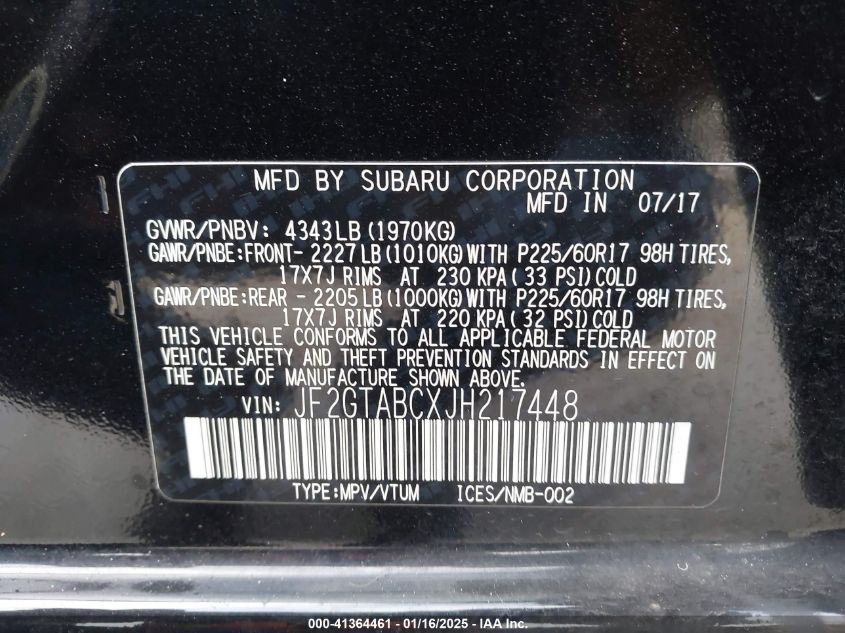 MFD BY SUBARU CORPORATION
MFD IN 07/17
GVWR/PNBV: 4343LB(1970KG)
GAWR/PNBE:FRONT- 2227LB(1010KG)WITH P225/60R17 98H TIRES,
17X7J RIMS AT 230 KPA(33 PSI)COLD
GAWR/PNBE:REAR - 2205LB(1000KG)WITH P225/60R17 98H TIRES,
17X7J RIMS AT 220 KPA(32 PSI)COLD
THIS VEHICLE CONFORMS TO ALL APPLICABLE FEDERAL MOTOR
VEHICLE SAFETY AND THEFT PREVENTION STANDARDS IN EFFECT ON
THE DATE OF MANUFACTURE SHOWN ABOVE.
VIN: JF2GTABCXJH217448
TYPE:MPV/VTUM ICES/NMB-002
000-41364461 - 01/16/2025 - IAA Inc.